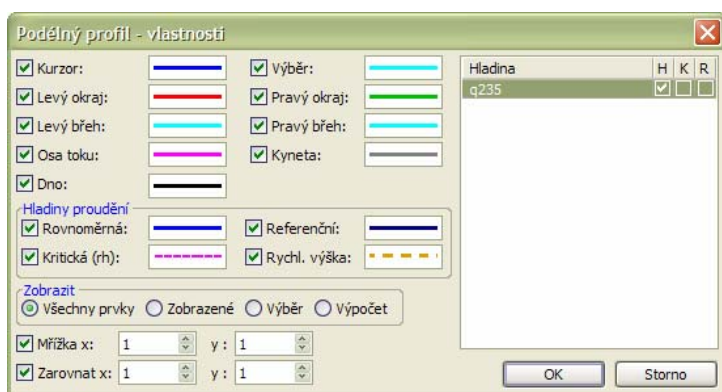 Podélný profil - vlastnosti
Kurzor: Výběr:
Levý okraj: Pravý okraj:
Levý břeh: Pravý břeh:
Osa toku: Kyneta:
Dno:
Hladiny proudění
Rovnoměrná: Referenční:
Kritická (rh): Rychl. výška:
Zobrazit
Všechny prvky Zobrazené Výběr Výpočet
Mřížka x: 1 y : 1
Zarovnat x: 1 y : 1
Hladina H K R
q235
OK Storno